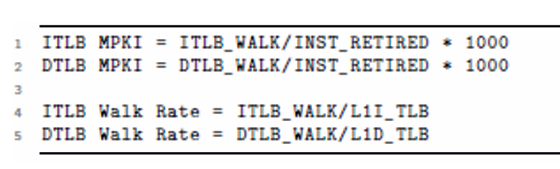 1 ITLB MPKI = ITLB_WALK/INST_RETIRED * 1000
2 DTLB MPKI = DTLB_WALK/INST_RETIRED * 1000
3
4 ITLB Walk Rate = ITLB_WALK/L1I_TLB
5 DTLB Walk Rate = DTLB_WALK/L1D_TLB